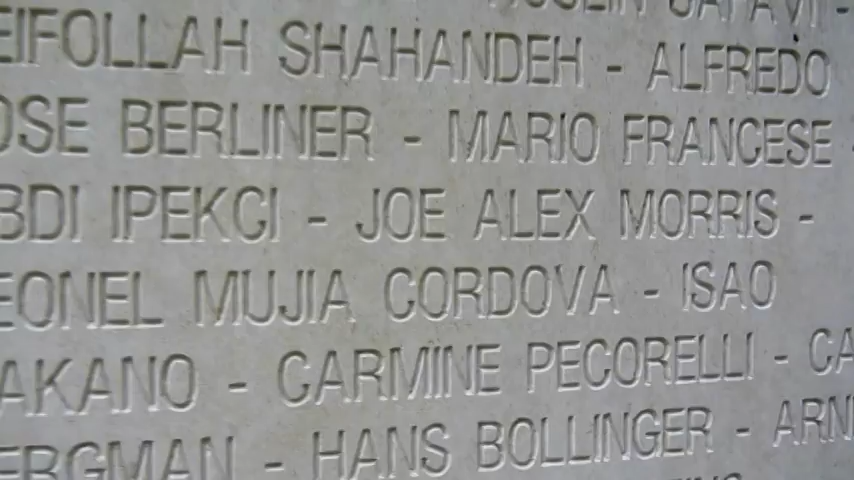 EIFOLLAH SHAHANDEH - ALFREDO
OSE BERLINER - MARIO FRANCESE
BDI IPEKCI - JOE ALEX MORRIS -
EONEL MUJIA CORDOVA - ISAO
AKANO - CARMINE PECORELLI - CA
ERGMAN - HANS BOLLINGER - ARN